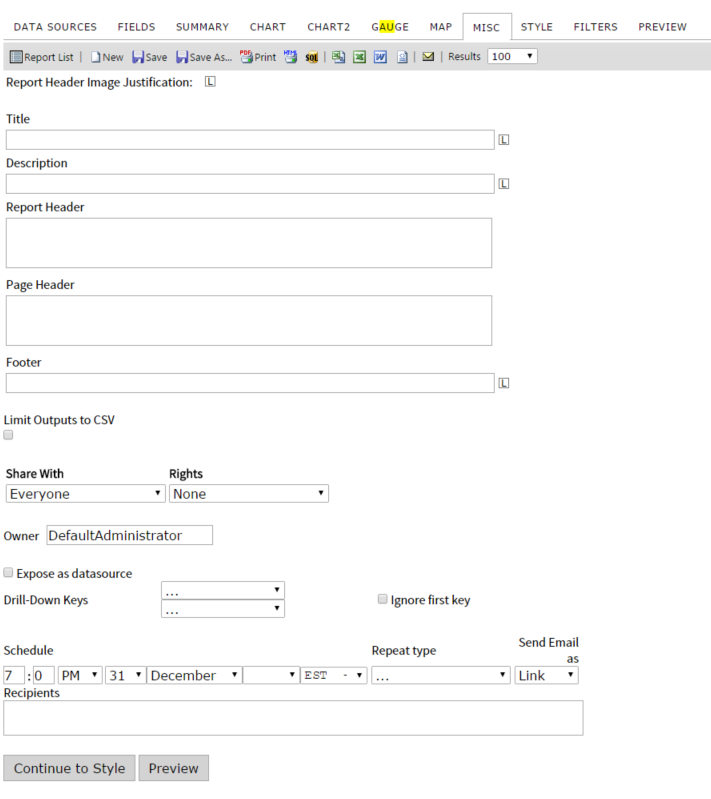 DATA SOURCES FIELDS SUMMARY CHART CHART2 GAUGE MAP MISC STYLE FILTERS PREVIEW
Report List | New Save Save As... PDF Print HTML SQL | W | Results 100
Report Header Image Justification: L
Title
L
Description
L
Report Header
Page Header
Footer
L
Limit Outputs to CSV
Share With Rights
Everyone None
Owner DefaultAdministrator
Expose as datasource
...
Drill-Down Keys Ignore first key
...
Schedule Repeat type Send Email as
7 : 0 PM 31 December EST - ... Link
Recipients
Continue to Style Preview